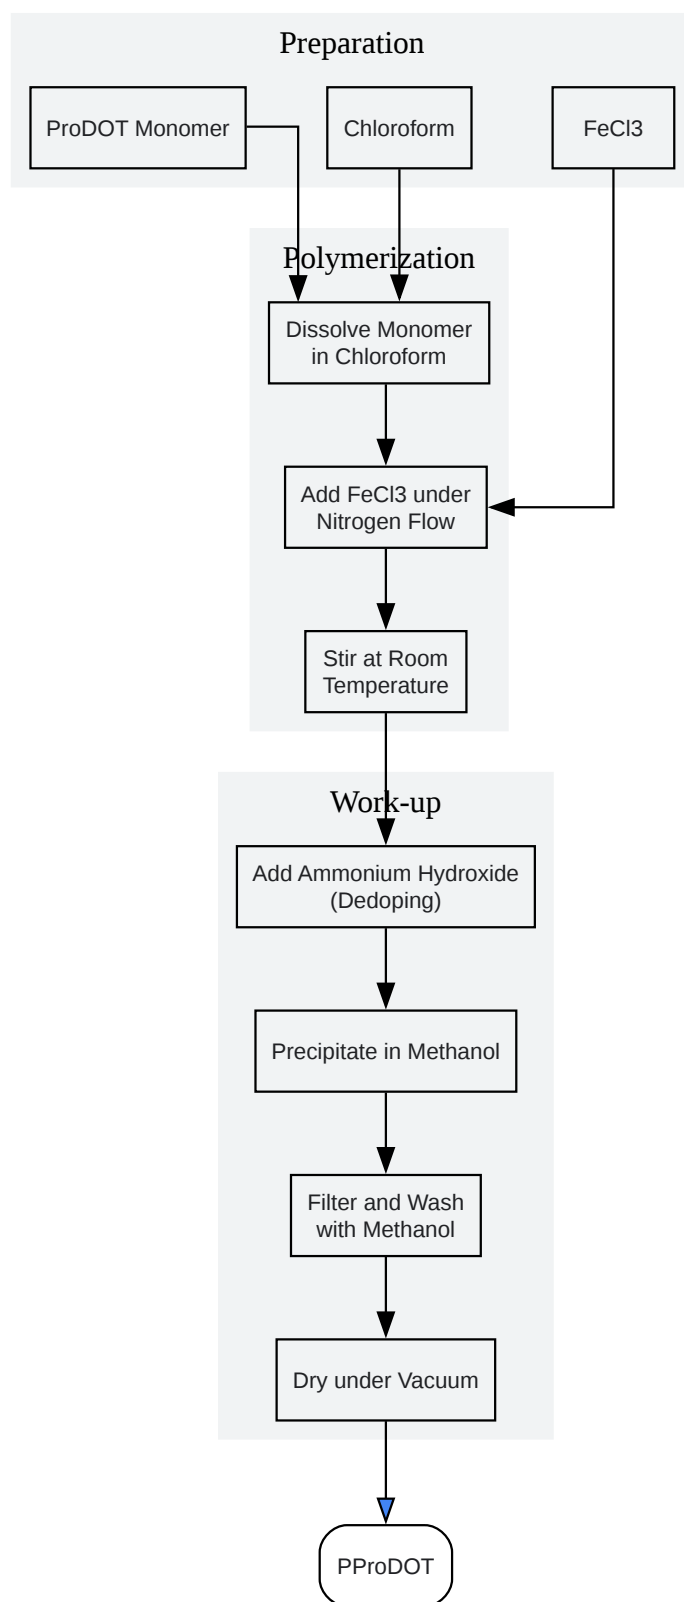 Preparation
ProDOT Monomer
Chloroform
FeCl3
Polymerization
Dissolve Monomer
in Chloroform
Add FeCl3 under
Nitrogen Flow
Stir at Room
Temperature
Work-up
Add Ammonium Hydroxide
(Dedoping)
Precipitate in Methanol
Filter and Wash
with Methanol
Dry under Vacuum
PProDOT